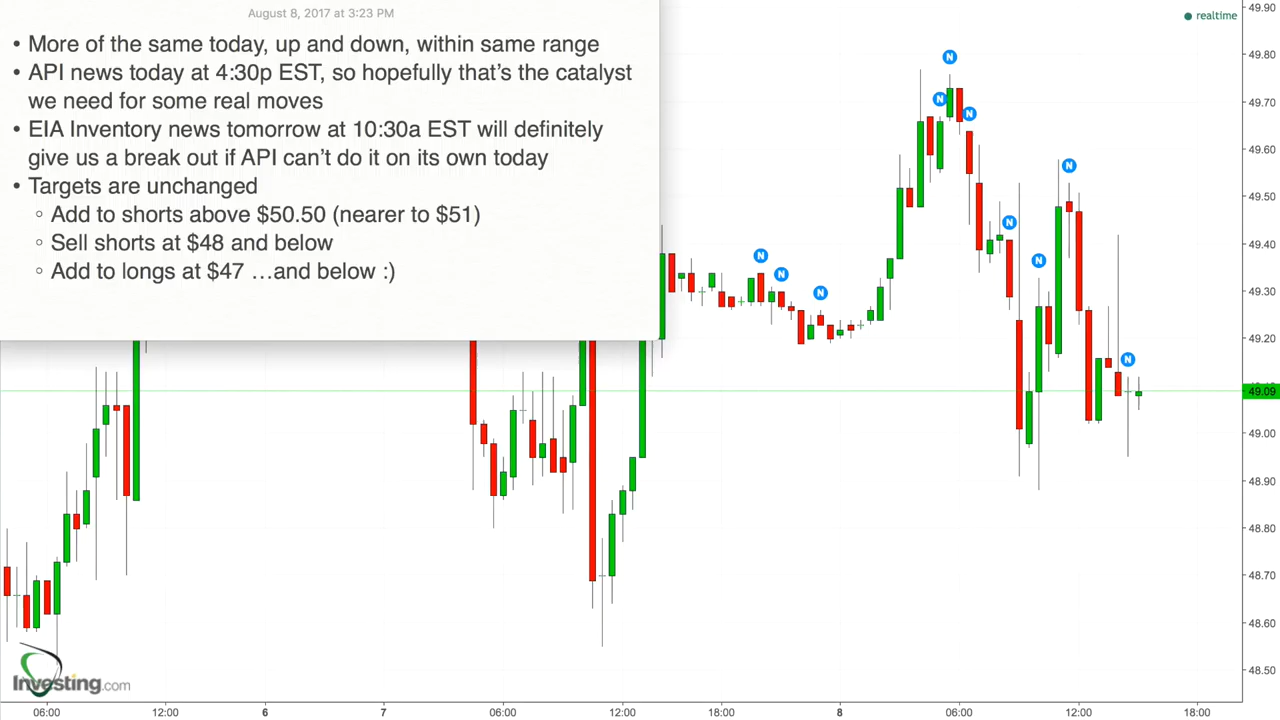 August 8, 2017 at 3:23 PM
• More of the same today, up and down, within same range
• API news today at 4:30p EST, so hopefully that’s the catalyst
we need for some real moves
• EIA Inventory news tomorrow at 10:30a EST will definitely
give us a break out if API can’t do it on its own today
• Targets are unchanged
◦ Add to shorts above $50.50 (nearer to $51)
◦ Sell shorts at $48 and below
◦ Add to longs at $47 …and below :)
realtime
49.90
49.80
49.70
49.60
49.50
49.40
49.30
49.20
49.09
49.00
48.90
48.80
48.70
48.60
48.50
N
N
N
N
N
N
N
N
N
N
Investing.com
06:00 12:00 6 7 06:00 12:00 18:00 8 06:00 12:00 18:00